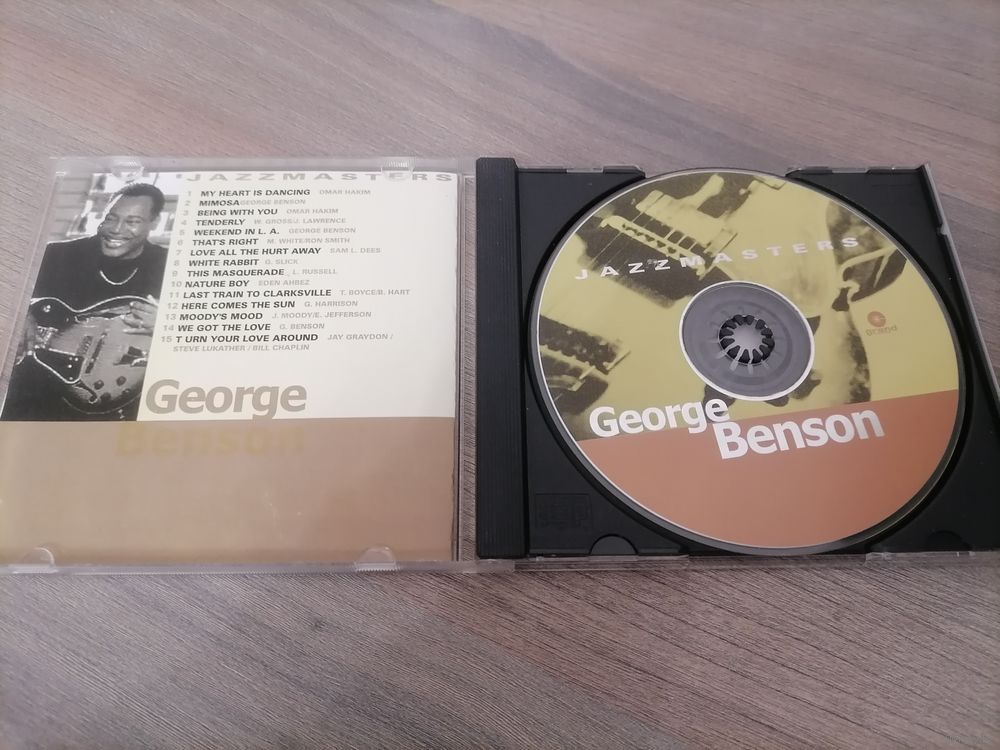 'JAZZMASTERS
1 MY HEART IS DANCING OMAR HAKIM
2 MIMOSA GEORGE BENSON
3 BEING WITH YOU OMAR HAKIM
4 TENDERLY W. GROSS/J. LAWRENCE
5 WEEKEND IN L. A. GEORGE BENSON
6 THAT'S RIGHT M. WHITE/RON SMITH
7 LOVE ALL THE HURT AWAY SAM L. DEES
8 WHITE RABBIT G. SLICK
9 THIS MASQUERADE L. RUSSELL
10 NATURE BOY EDEN AHBEZ
11 LAST TRAIN TO CLARKSVILLE T. BOYCE/B. HART
12 HERE COMES THE SUN G. HARRISON
13 MOODY'S MOOD J. MOODY/E. JEFFERSON
14 WE GOT THE LOVE G. BENSON
15 T URN YOUR LOVE AROUND JAY GRAYDON /
STEVE LUKATHER / BILL CHAPLIN
George
Benson
JAZZMASTERS
grand
George
Benson